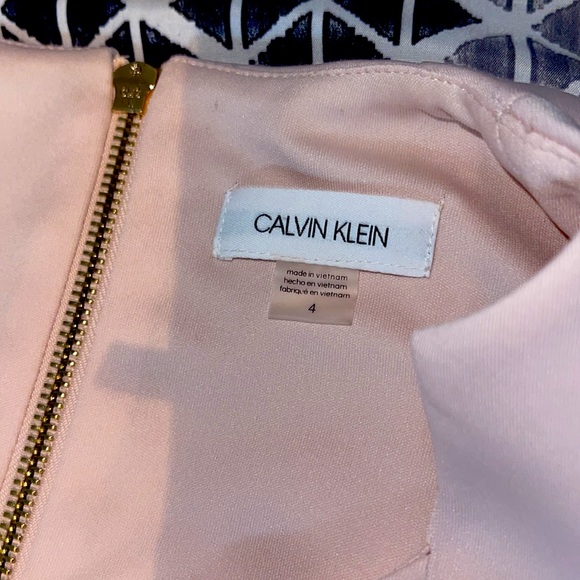 CALVIN KLEIN
made in vietnam
hecho en vietnam
fabriqué en vietnam
4